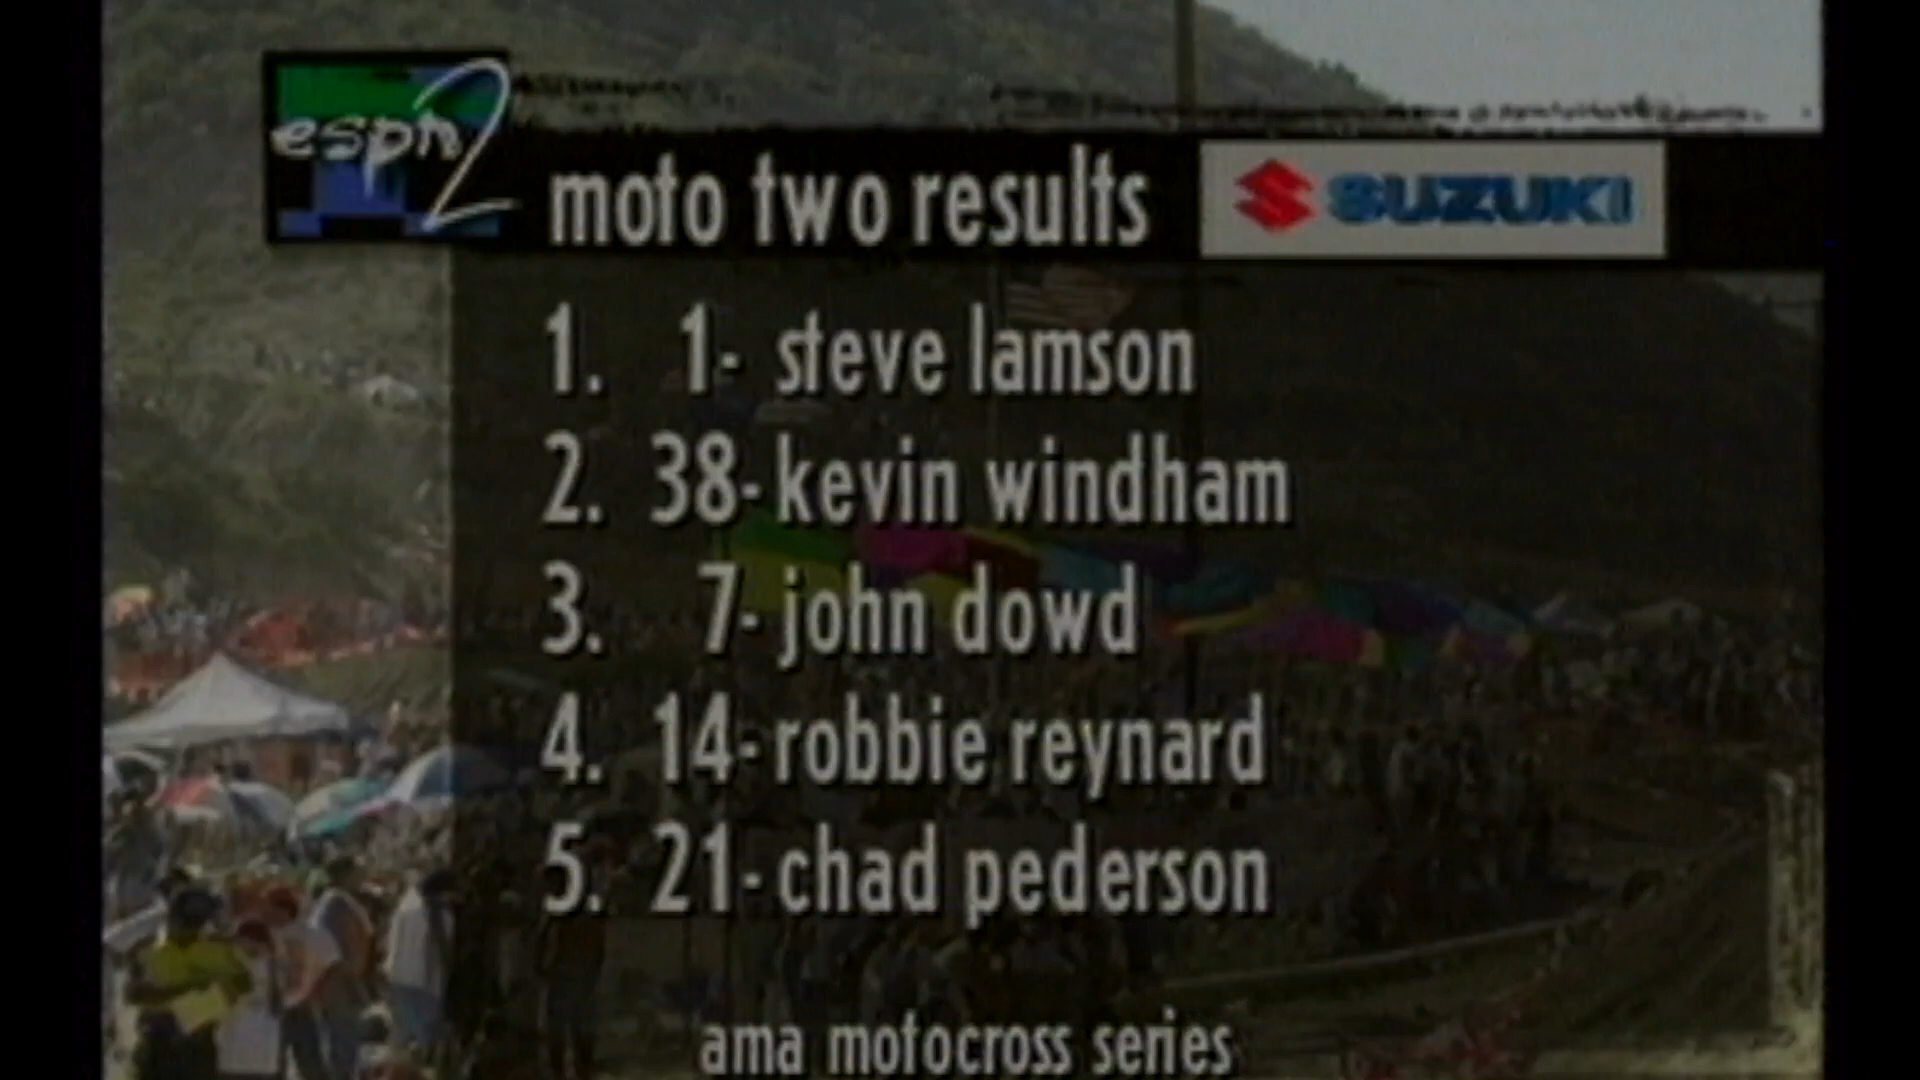 espn2
moto two results
SUZUKI
1. 1- steve lamson
2. 38- kevin windham
3. 7- john dowd
4. 14- robbie reynard
5. 21- chad pederson
ama motocross series